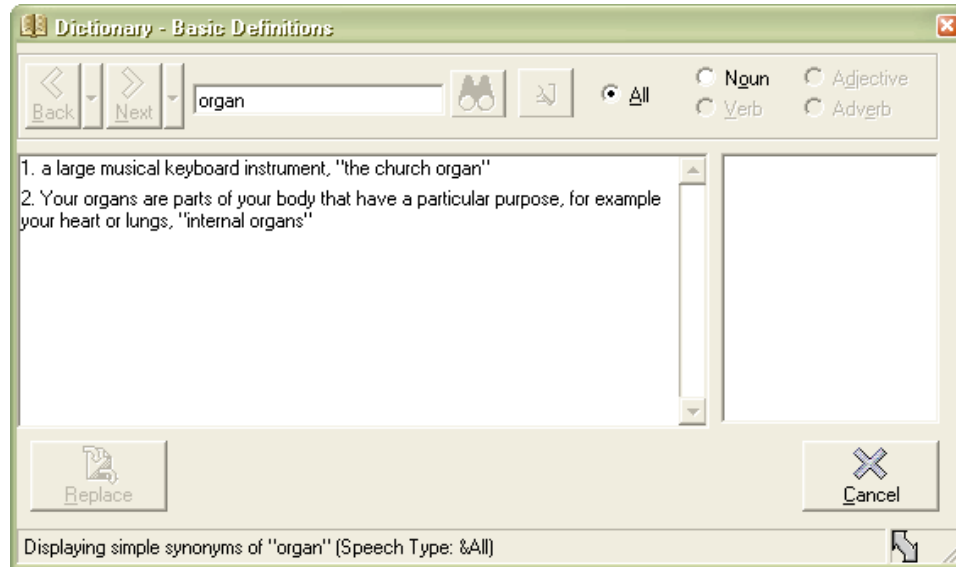 Dictionary - Basic Definitions
Back
Next
organ
All
Noun
Adjective
Verb
Adverb
1. a large musical keyboard instrument, "the church organ"
2. Your organs are parts of your body that have a particular purpose, for example
your heart or lungs, "internal organs"
Replace
Cancel
Displaying simple synonyms of "organ" (Speech Type: &All)